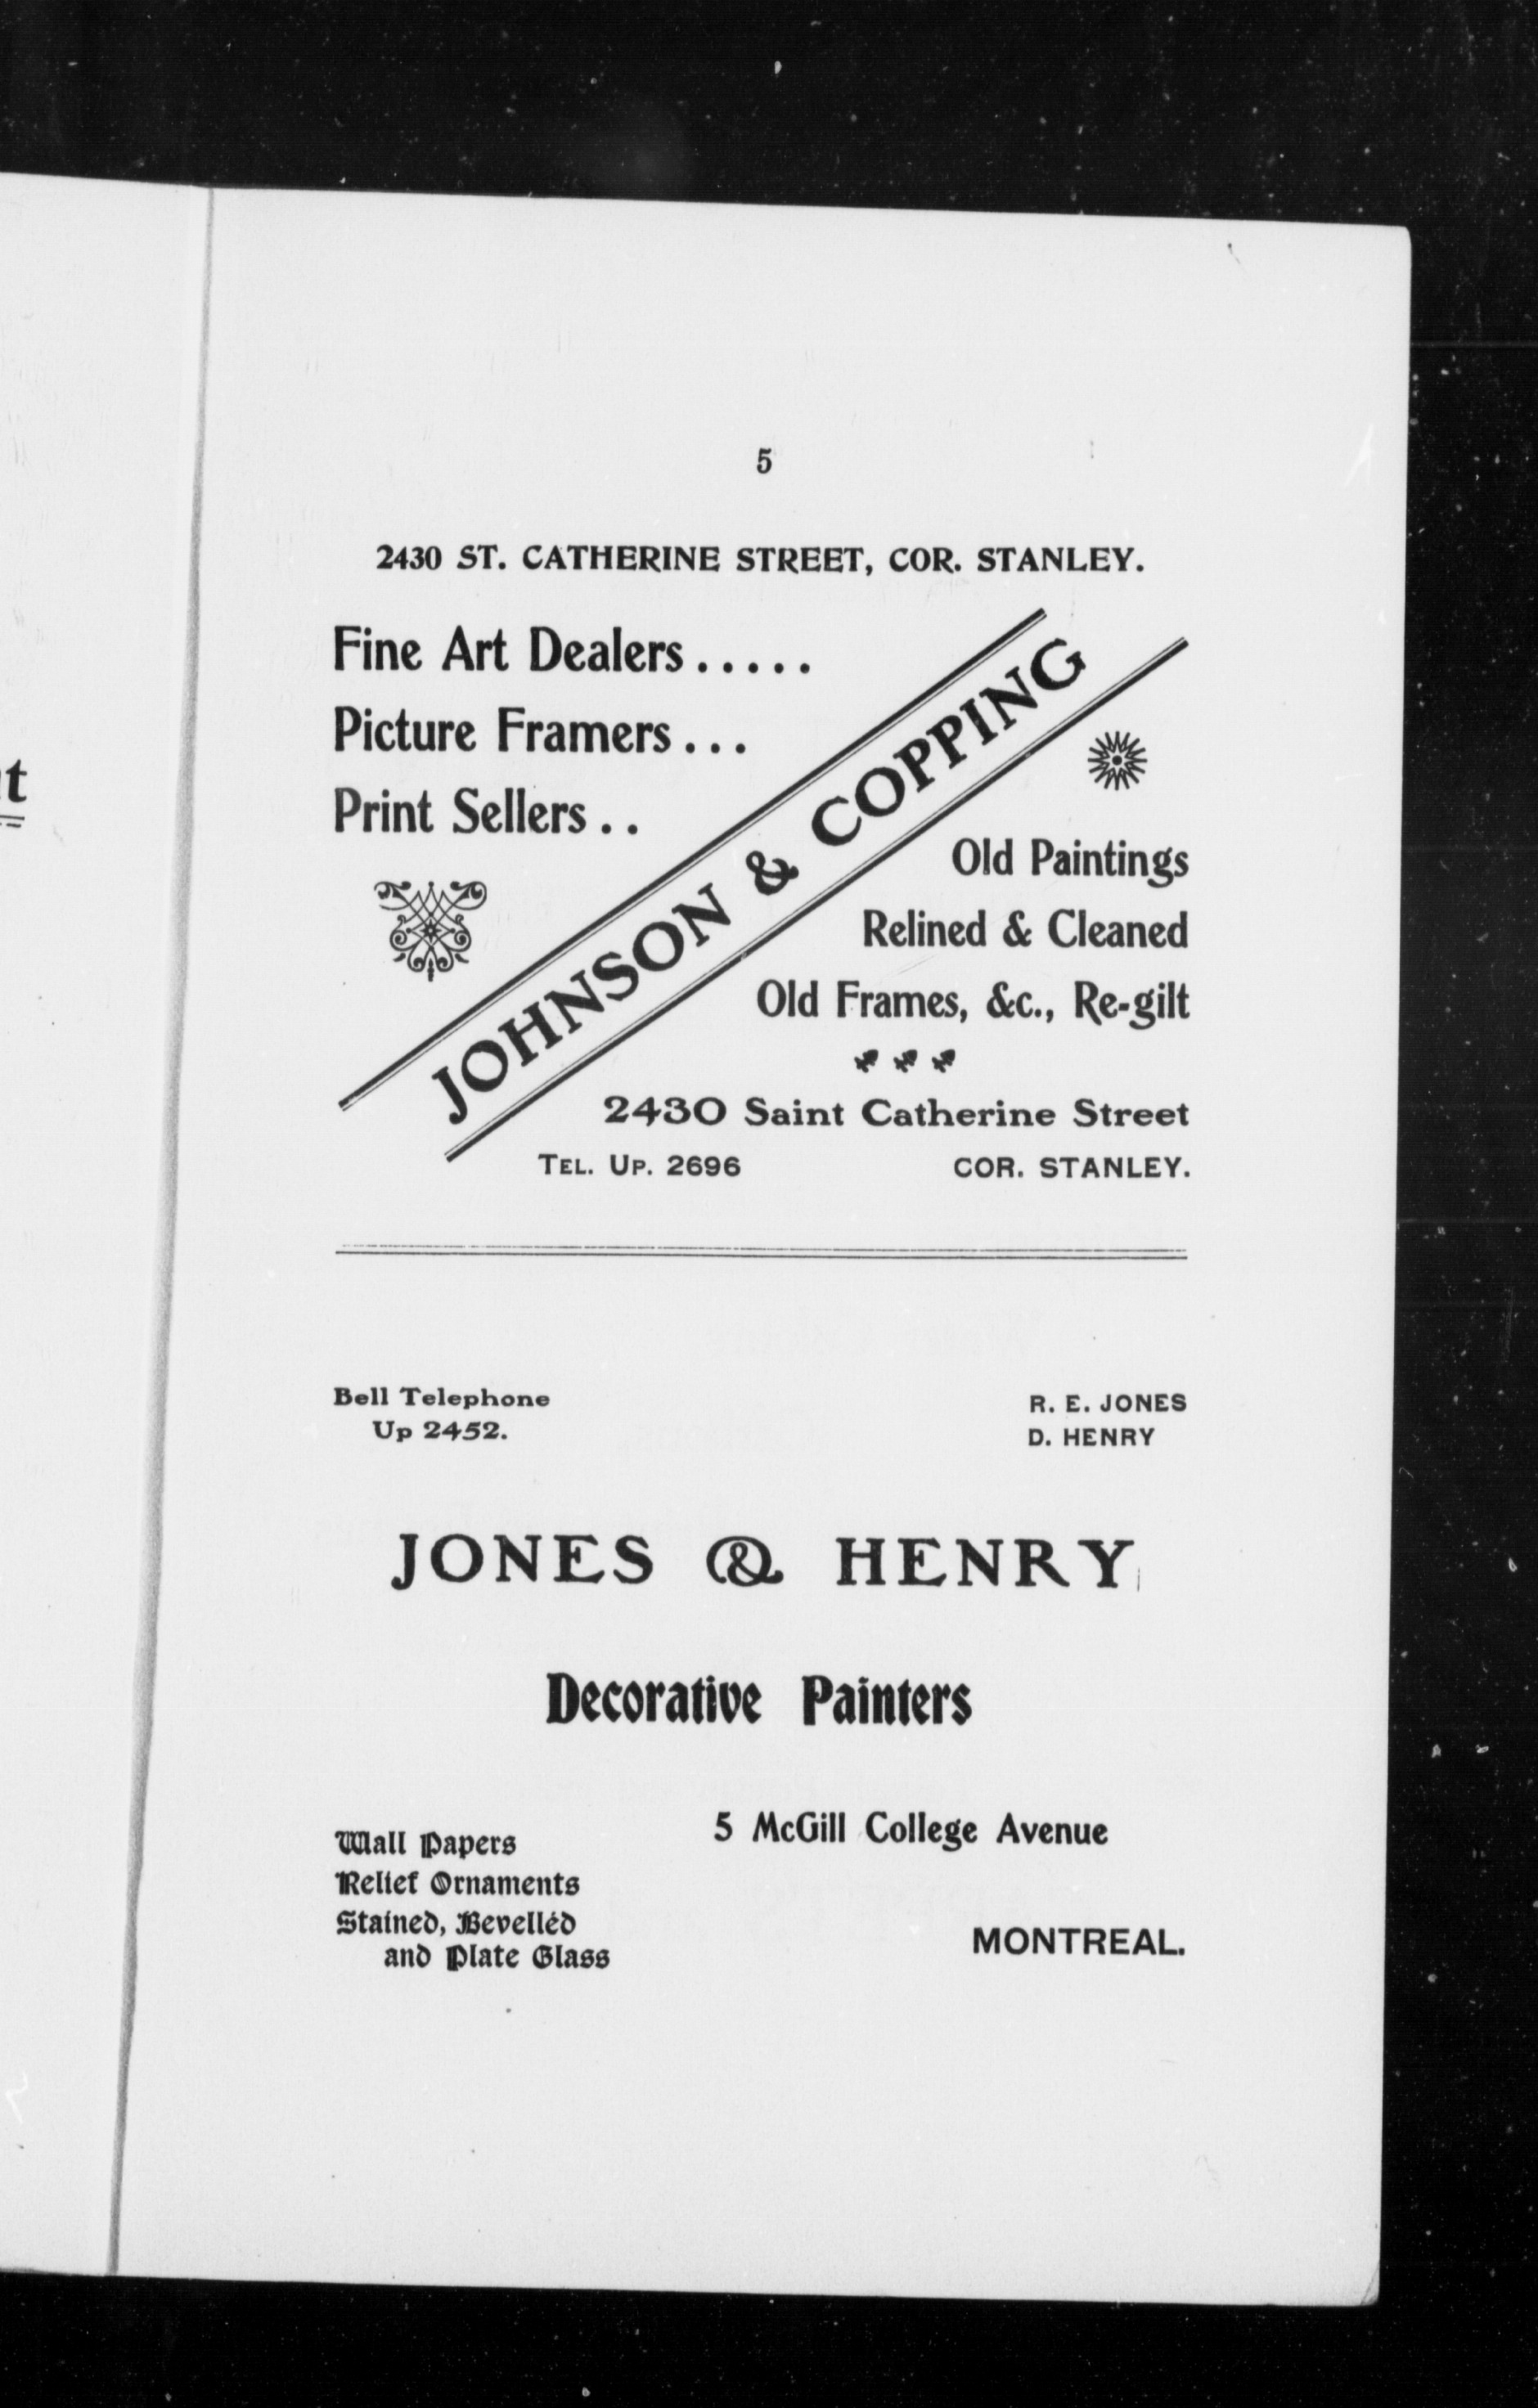 5
2430 ST. CATHERINE STREET, COR. STANLEY.
Fine Art Dealers . . . . .
Picture Framers . . .
Print Sellers . .
JOHNSON & COPPING
Old Paintings
Relined & Cleaned
Old Frames, &c., Re-gilt
2430 Saint Catherine Street
TEL. UP. 2696 COR. STANLEY.
Bell Telephone
Up 2452.
R. E. JONES
D. HENRY
JONES & HENRY
Decorative Painters
5 McGill College Avenue
Wall Papers
Relief Ornaments
Stained, Bevelled
and Plate Glass
MONTREAL.